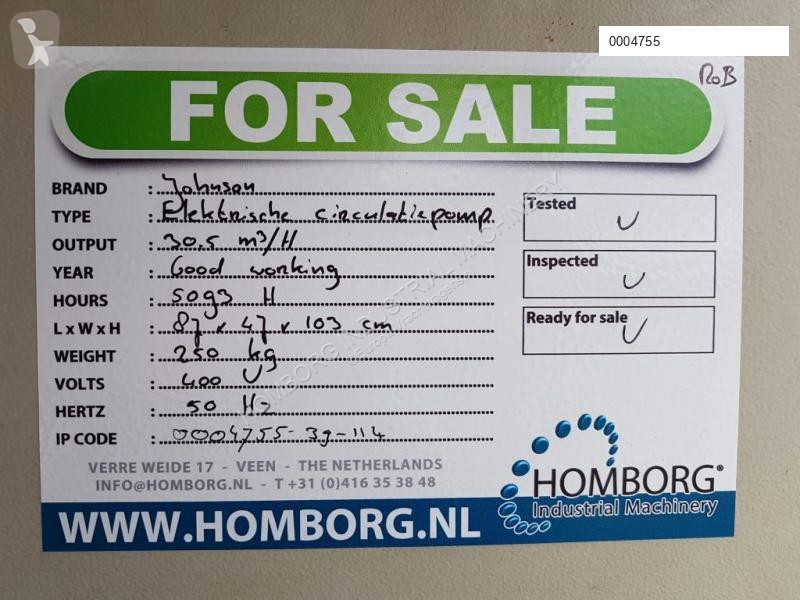 0004755
RoB
FOR SALE
BRAND : Johnson
TYPE : Elektrische circulatiepomp.
OUTPUT : 30.5 m³/H
YEAR : Good working
HOURS : 5093 H
L x W x H : 87 x 47 x 103 cm
WEIGHT : 250 kg
VOLTS : 400 V
HERTZ : 50 Hz
IP CODE : 0004755-39-114
Tested
Inspected
Ready for sale
VERRE WEIDE 17 - VEEN - THE NETHERLANDS
INFO@HOMBORG.NL - T +31 (0)416 35 38 48
WWW.HOMBORG.NL
HOMBORG®
Industrial Machinery
HOMBORG INDUSTRIAL MACHINERY